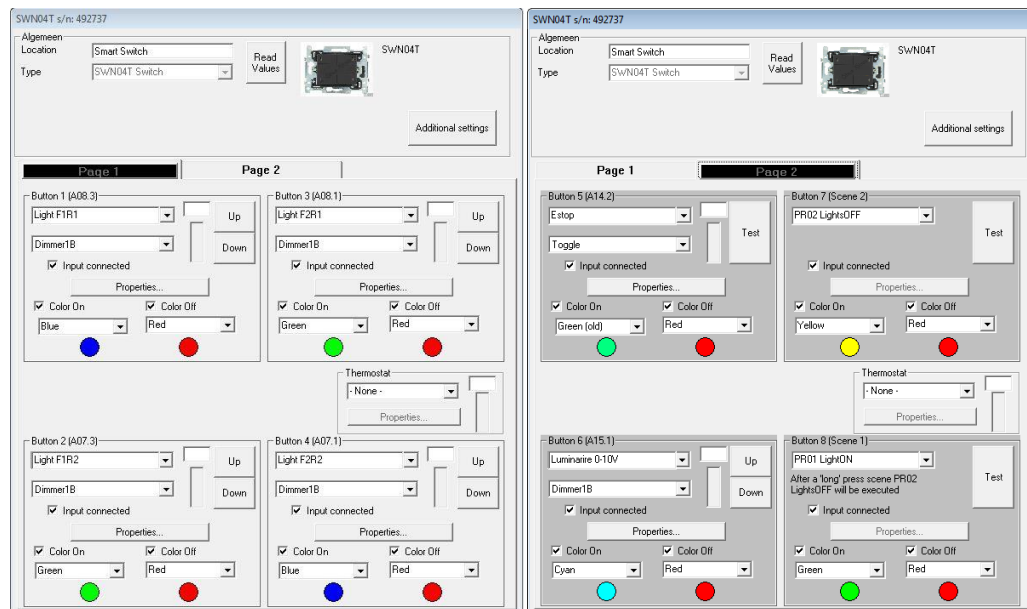 SWN04T s/n: 492737
Algemeen
Location Smart Switch Read Values SWN04T
Type SWN04T Switch
Additional settings
Page 1 Page 2
Button 1 (A08.3) Button 3 (A08.1)
Light F1R1 Up Light F2R1 Up
Dimmer1B Down Dimmer1B Down
Input connected Input connected
Properties... Properties...
Color On Color Off Color On Color Off
Blue Red Green Red
Thermostat
- None -
Properties...
Button 2 (A07.3) Button 4 (A07.1)
Light F1R2 Up Light F2R2 Up
Dimmer1B Down Dimmer1B Down
Input connected Input connected
Properties... Properties...
Color On Color Off Color On Color Off
Green Red Blue Red
SWN04T s/n: 492737
Algemeen
Location Smart Switch Read Values SWN04T
Type SWN04T Switch
Additional settings
Page 1 Page 2
Button 5 (A14.2) Button 7 (Scene 2)
Estop Test PR02 LightsOFF Test
Toggle
Input connected Input connected
Properties... Properties...
Color On Color Off Color On Color Off
Green (old) Red Yellow Red
Thermostat
- None -
Properties...
Button 6 (A15.1) Button 8 (Scene 1)
Luminarire 0-10V Up PR01 LightON Test
After a 'long' press scene PR02
Dimmer1B Down LightsOFF will be executed
Input connected Input connected
Properties... Properties...
Color On Color Off Color On Color Off
Cyan Red Green Red